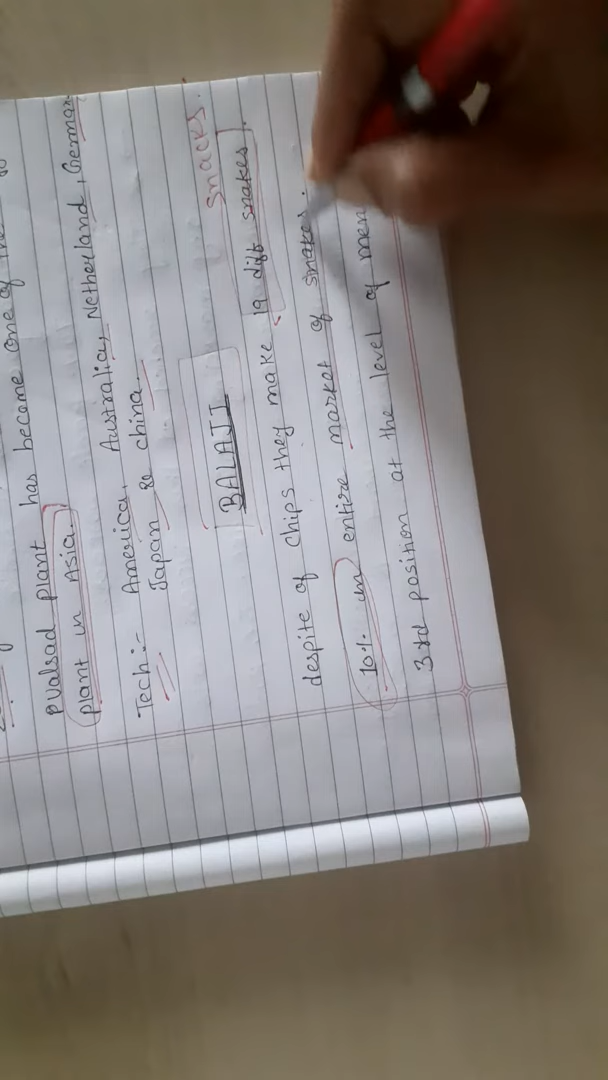 has become one of the
pvalsad plant
plant in Asia.
Tech:- America, Australia, Netherland, German
Japan & china.
snacks.
BALAJI
despite of chips they make 19 diff snakes.
10% in entire market of snakes.
3rd position at the level of men